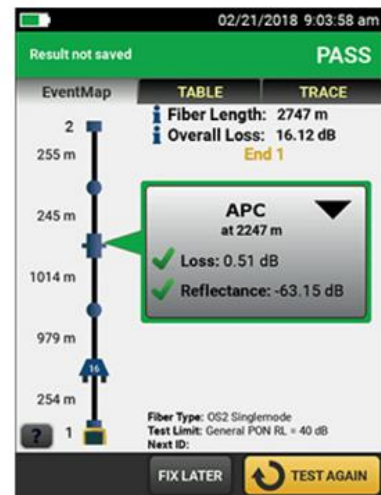 02/21/2018 9:03:58 am
Result not saved PASS
EventMap TABLE TRACE
i Fiber Length: 2747 m
i Overall Loss: 16.12 dB
End 1
2
255 m
245 m
APC
at 2247 m
Loss: 0.51 dB
Reflectance: -63.15 dB
1014 m
979 m
16
254 m
Fiber Type: OS2 Singlemode
Test Limit: General PON RL = 40 dB
Next ID:
? 1
FIX LATER TEST AGAIN